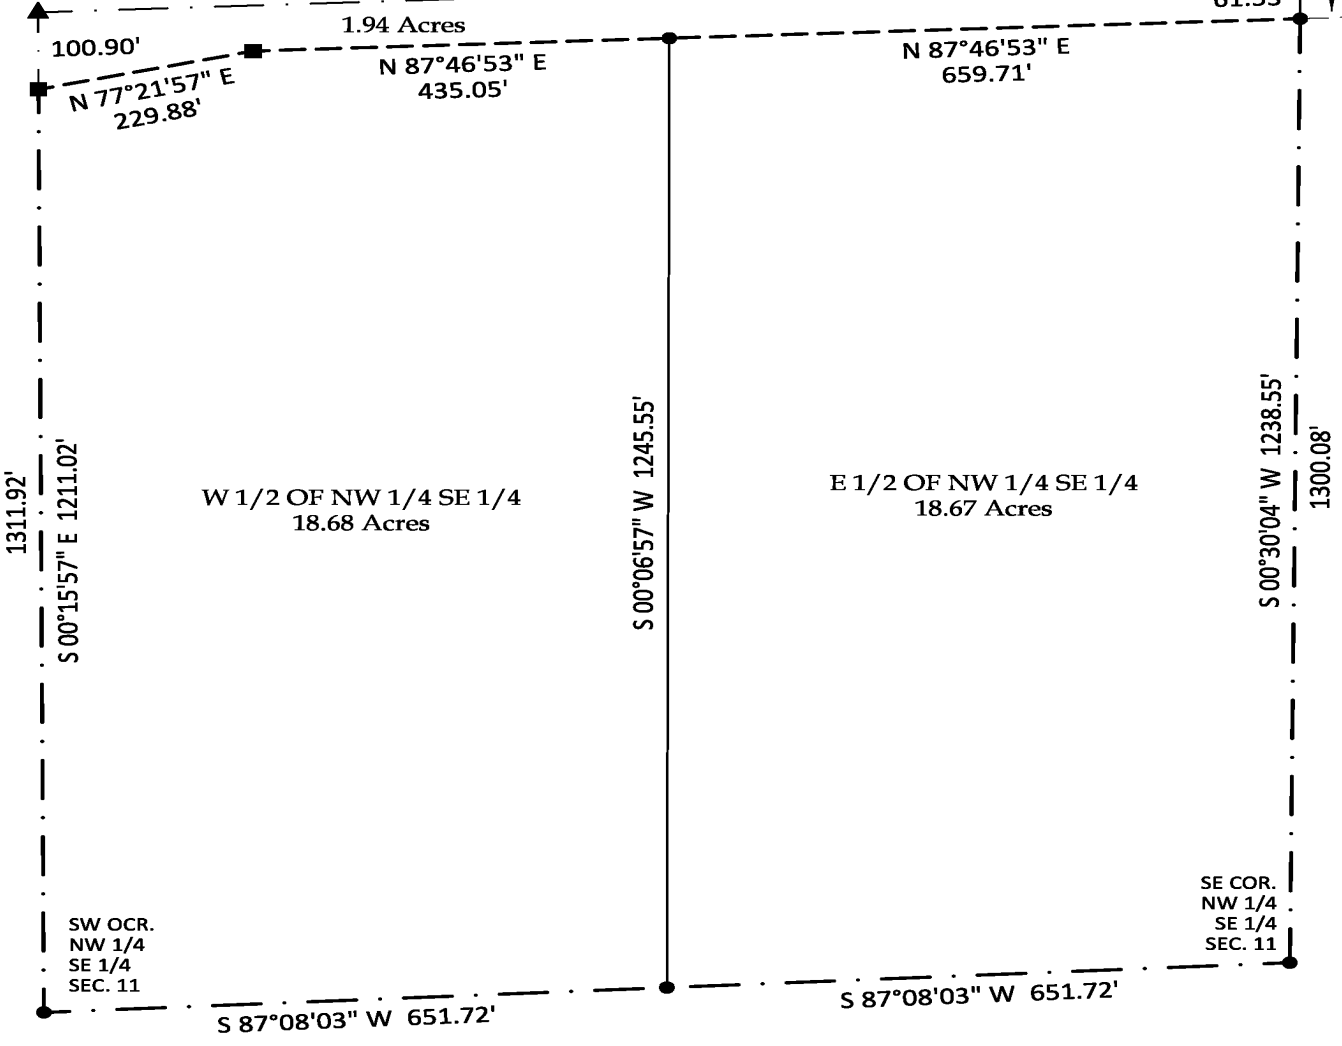 61.53'
1.94 Acres
100.90'
N 77°21'57" E
229.88'
N 87°46'53" E
435.05'
N 87°46'53" E
659.71'
1311.92'
S 00°15'57" E 1211.02'
W 1/2 OF NW 1/4 SE 1/4
18.68 Acres
S 00°06'57" W 1245.55'
E 1/2 OF NW 1/4 SE 1/4
18.67 Acres
S 00°30'04" W 1238.55'
1300.08'
SW OCR.
NW 1/4
SE 1/4
SEC. 11
SE COR.
NW 1/4
SE 1/4
SEC. 11
S 87°08'03" W 651.72'
S 87°08'03" W 651.72'